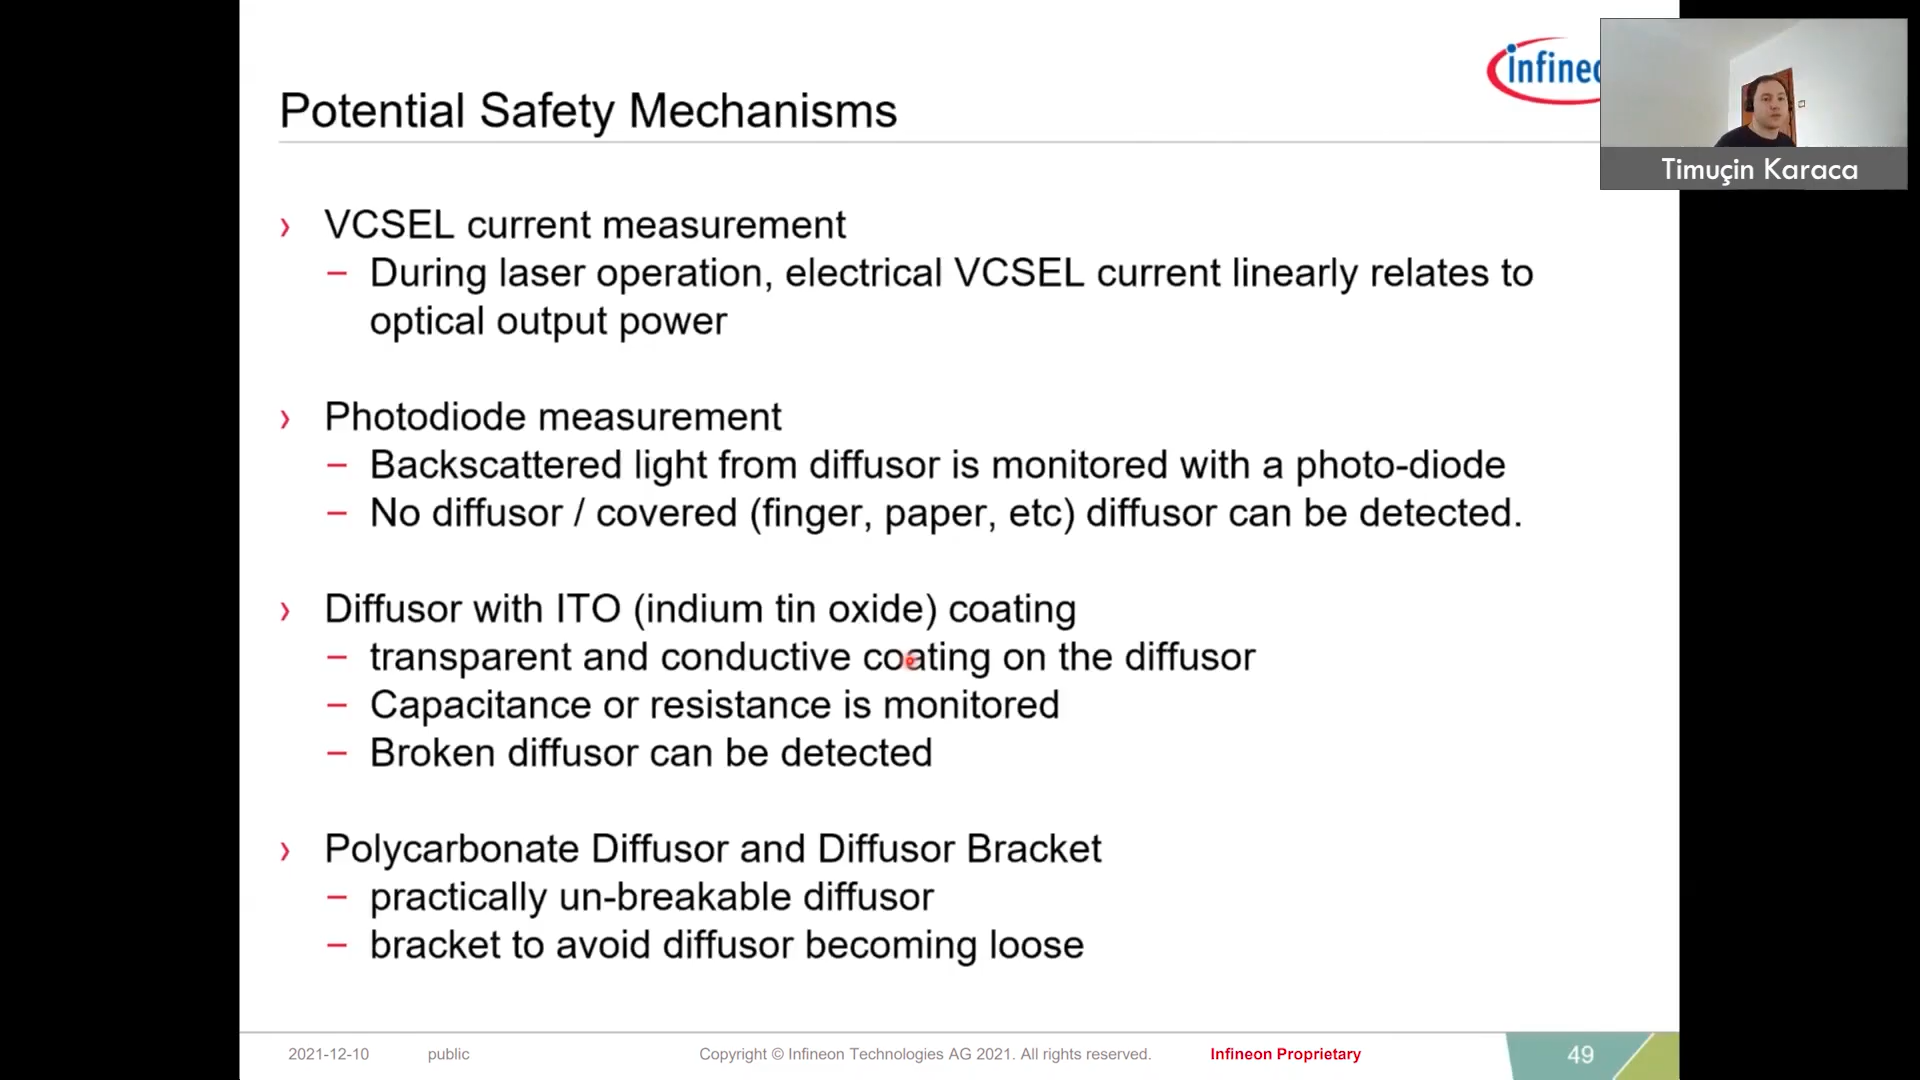 infineo
Potential Safety Mechanisms
Timuçin Karaca
› VCSEL current measurement
– During laser operation, electrical VCSEL current linearly relates to
optical output power
› Photodiode measurement
– Backscattered light from diffusor is monitored with a photo-diode
– No diffusor / covered (finger, paper, etc) diffusor can be detected.
› Diffusor with ITO (indium tin oxide) coating
– transparent and conductive coating on the diffusor
– Capacitance or resistance is monitored
– Broken diffusor can be detected
› Polycarbonate Diffusor and Diffusor Bracket
– practically un-breakable diffusor
– bracket to avoid diffusor becoming loose
2021-12-10 public Copyright © Infineon Technologies AG 2021. All rights reserved. Infineon Proprietary 49